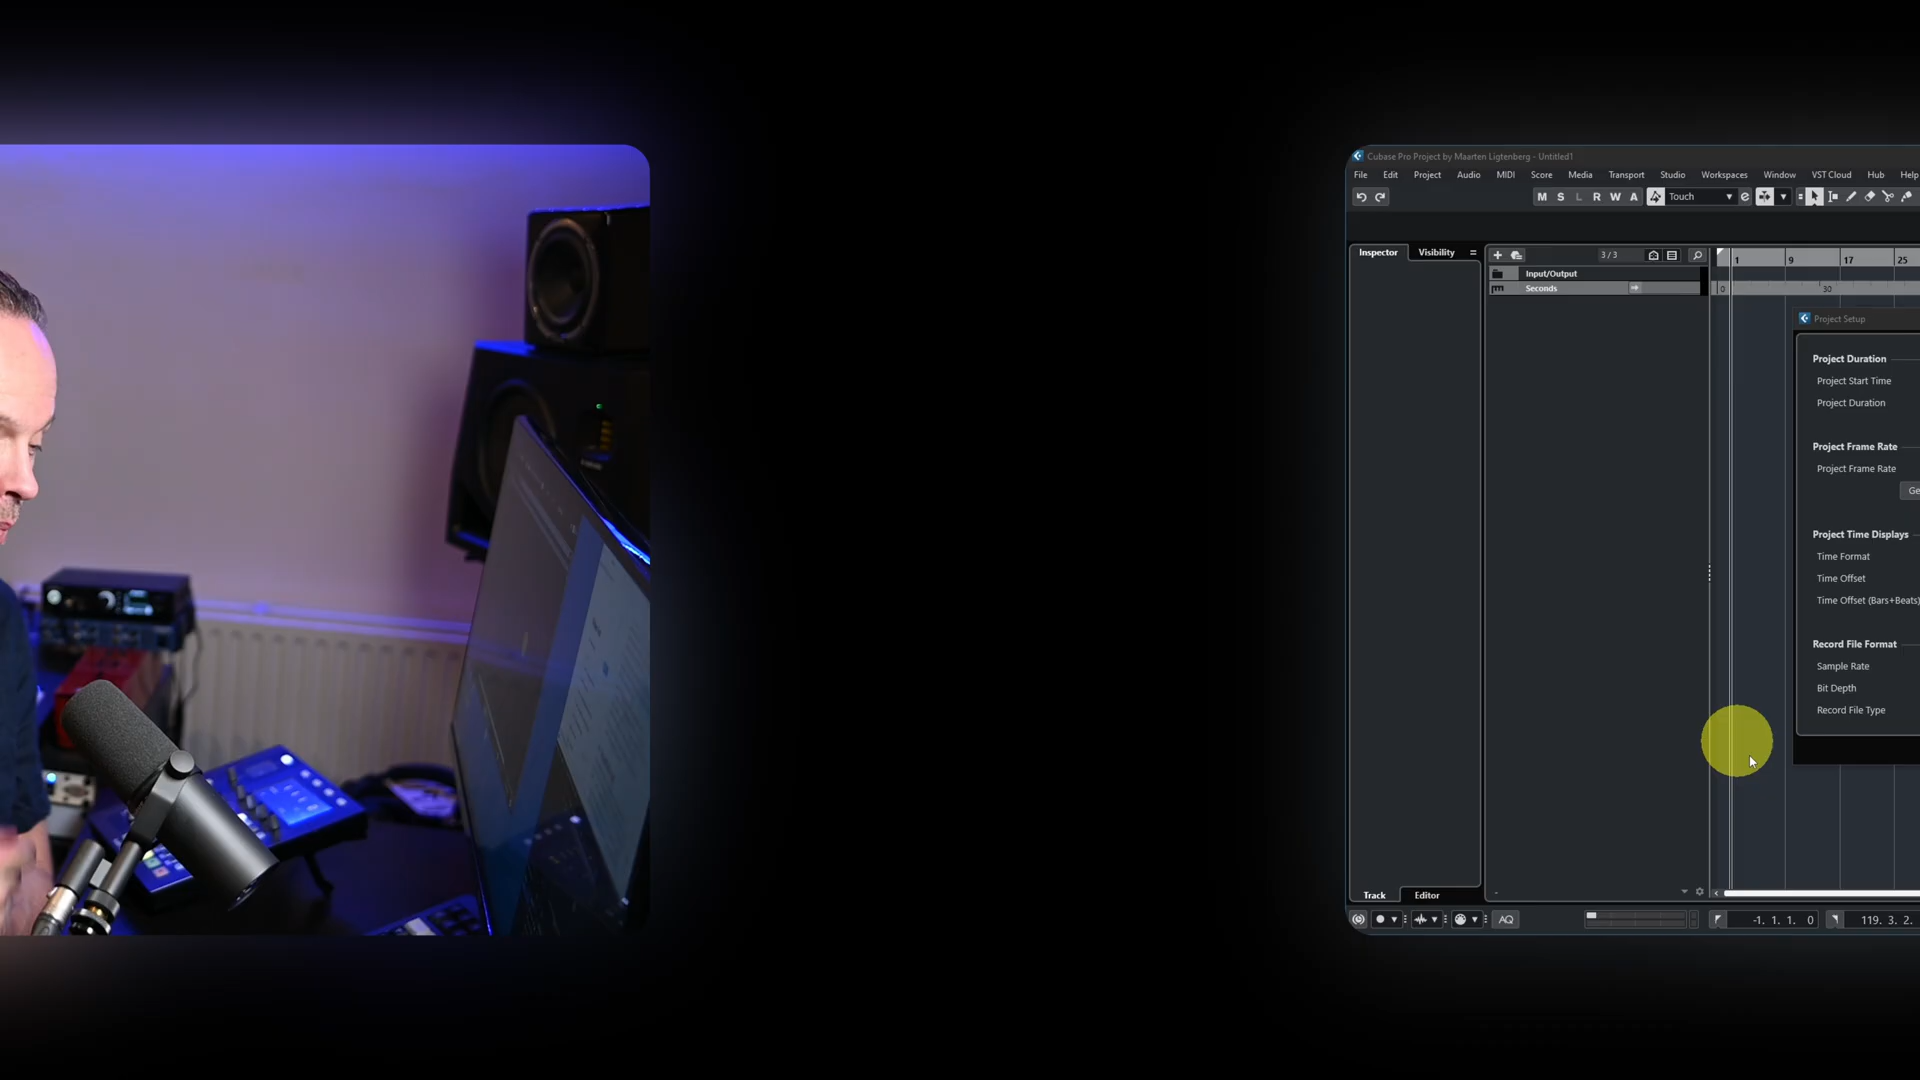 Cubase Pro Project by Maarten Ligtenberg - Untitled1
File Edit Project Audio MIDI Score Media Transport Studio Workspaces Window VST Cloud Hub Help
M S L R W A Touch
Inspector Visibility
3 / 3
1 9 17 25
Input/Output
Seconds
0 30
Project Setup
Project Duration
Project Start Time
Project Duration
Project Frame Rate
Project Frame Rate
Ge
Project Time Displays
Time Format
Time Offset
Time Offset (Bars+Beats)
Record File Format
Sample Rate
Bit Depth
Record File Type
Track Editor
AQ
-1. 1. 1. 0
119. 3. 2.